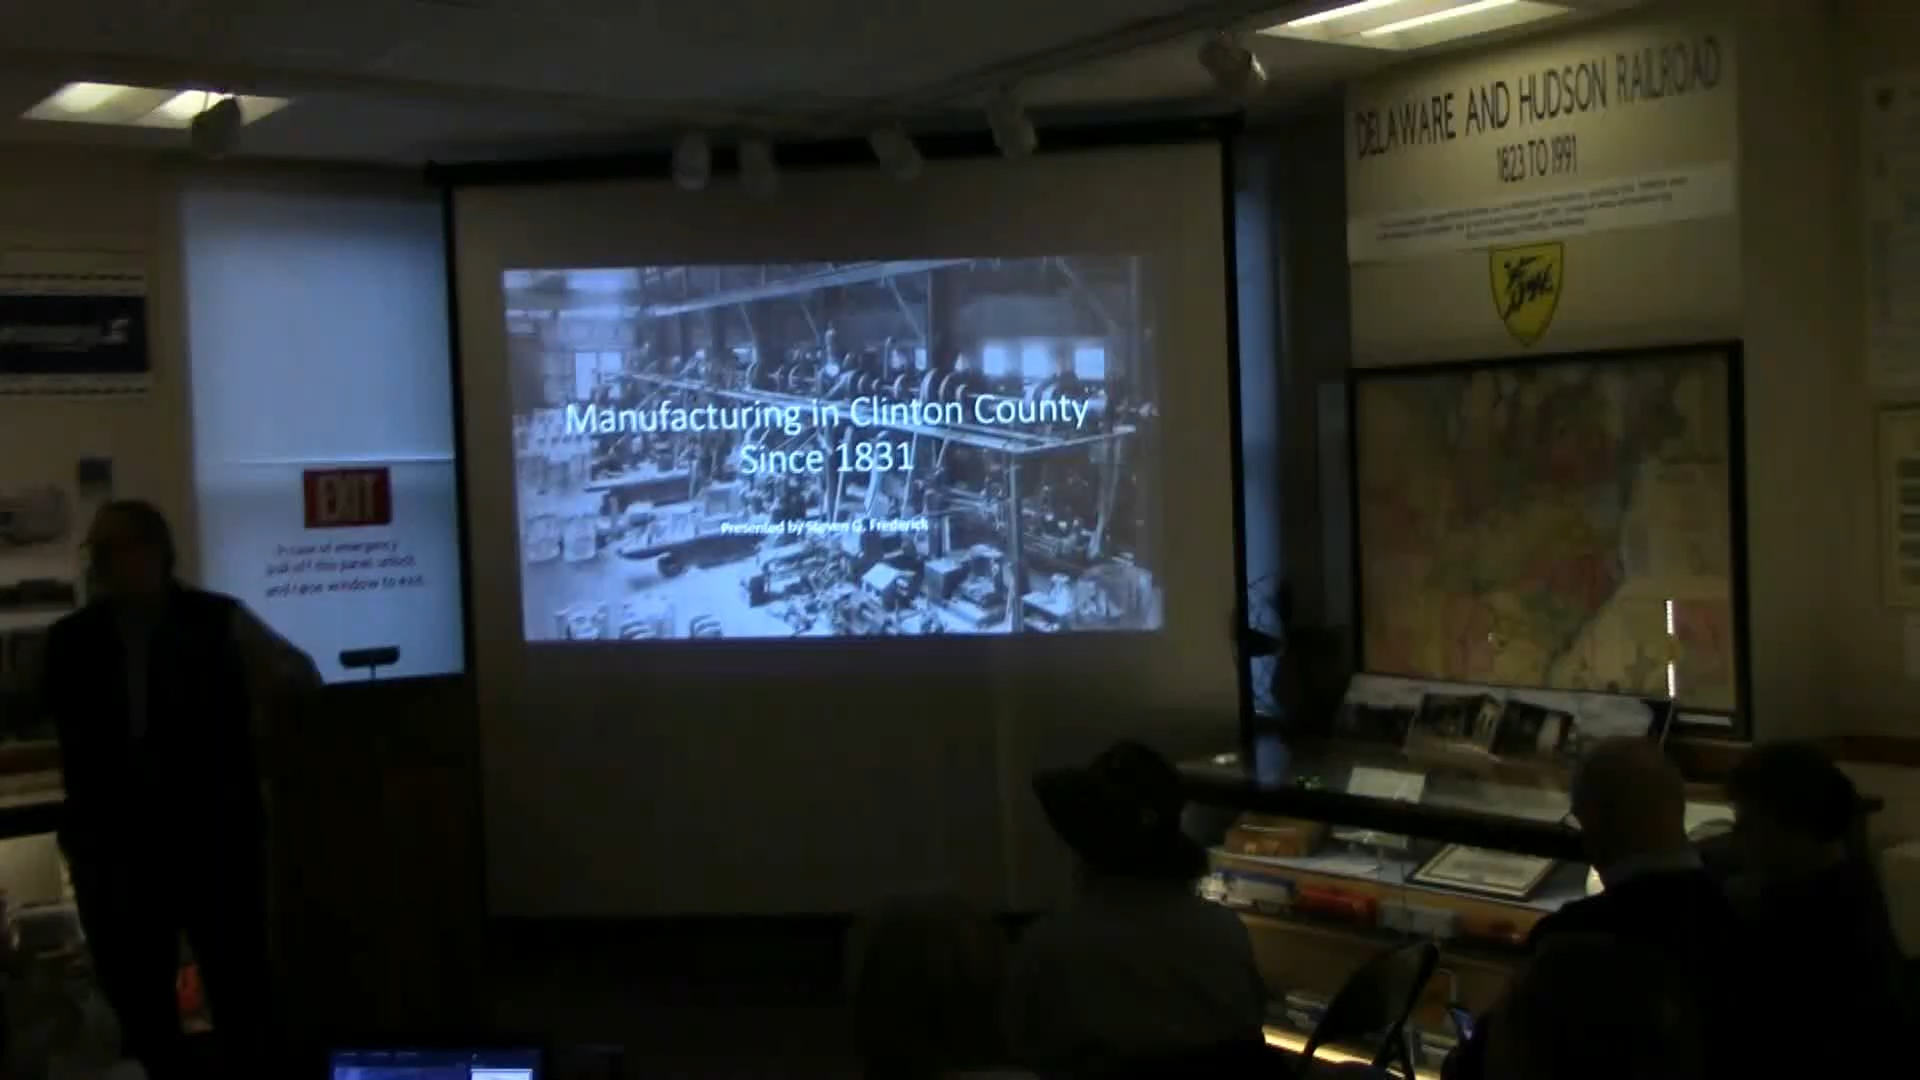 DELAWARE AND HUDSON RAILROAD
1823 TO 1991
Manufacturing in Clinton County
Since 1831
Presented by Steven G. Frederick
EXIT
In case of emergency
pull off this panel, unlock
and raise window to exit